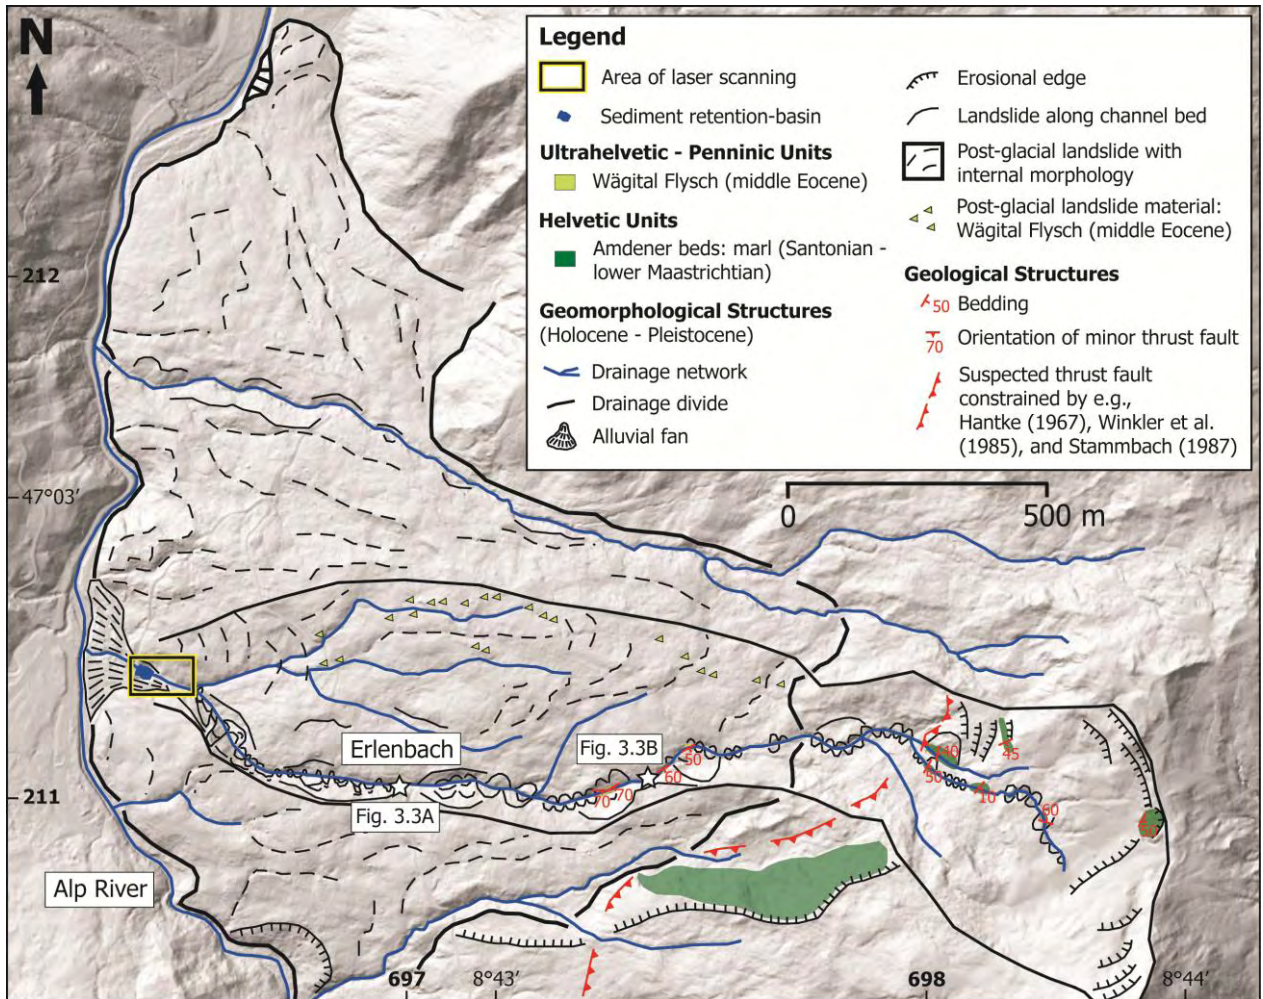 N
Legend
Area of laser scanning
Sediment retention-basin
Ultrahelvetic - Penninic Units
Wägital Flysch (middle Eocene)
Helvetic Units
Amdener beds: marl (Santonian -
lower Maastrichtian)
Geomorphological Structures
(Holocene - Pleistocene)
Drainage network
Drainage divide
Alluvial fan
Erosional edge
Landslide along channel bed
Post-glacial landslide with
internal morphology
Post-glacial landslide material:
Wägital Flysch (middle Eocene)
Geological Structures
50 Bedding
70 Orientation of minor thrust fault
Suspected thrust fault
constrained by e.g.,
Hantke (1967), Winkler et al.
(1985), and Stammbach (1987)
212
47°03′
0 500 m
Erlenbach
Fig. 3.3B
50
60
70 70
40
45
50
10
60
50
211
Fig. 3.3A
Alp River
697 8°43′ 698 8°44′